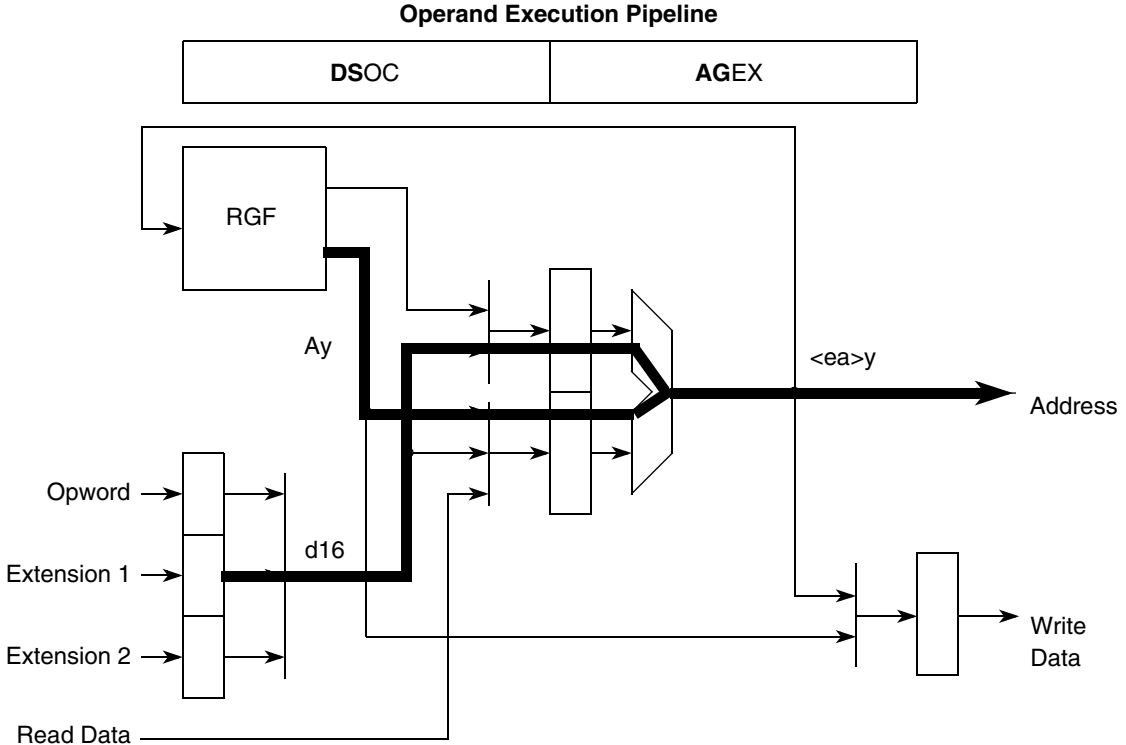 Operand Execution Pipeline
DSOC
AGEX
RGF
Ay
<ea>y
Address
Opword
d16
Extension 1
Extension 2
Write
Data
Read Data